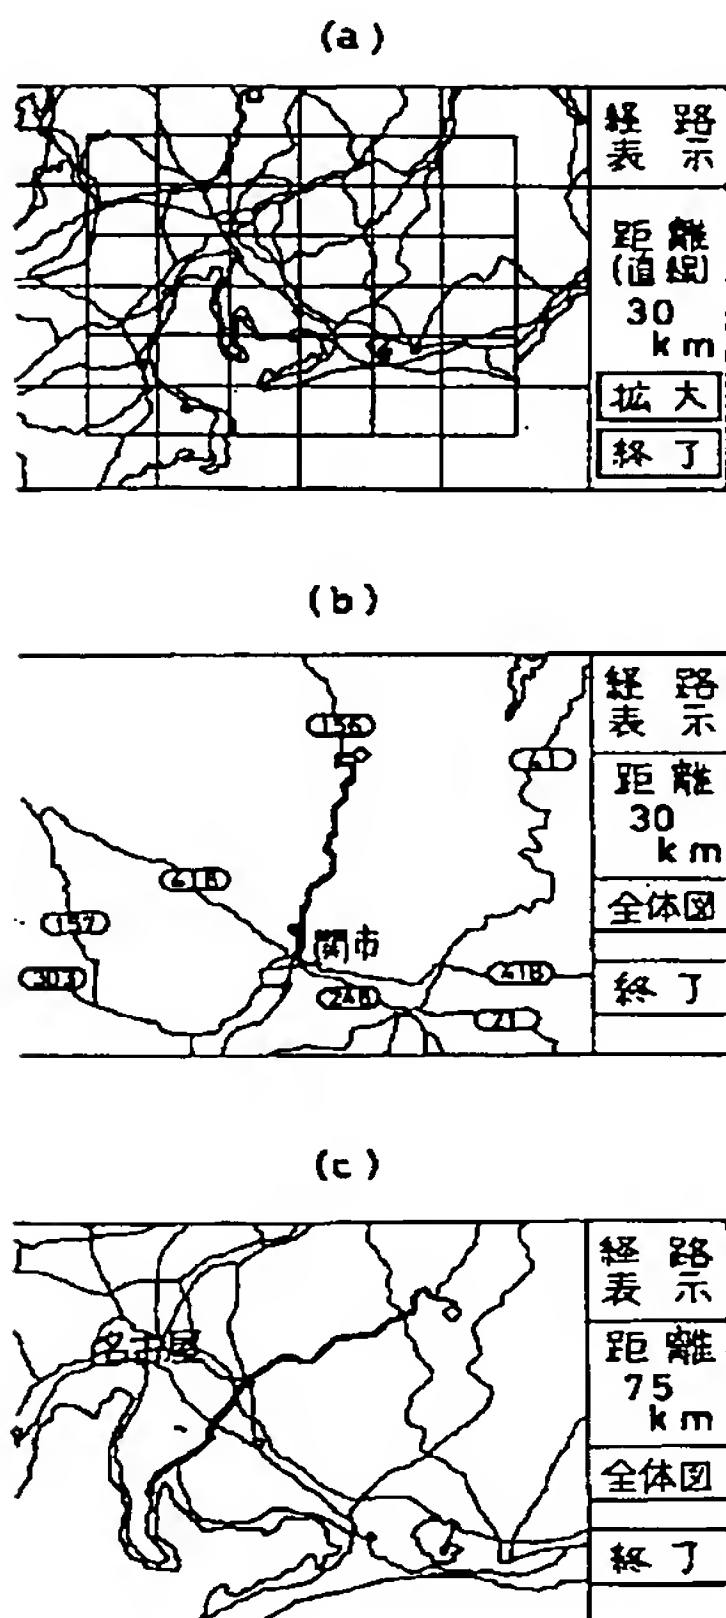 (a)
経路
表示
距離
(直線)
30
km
拡大
終了
(b)
経路
表示
距離
30
km
全体図
終了
156
41
418
157
303
関市
418
248
21
(c)
経路
表示
距離
75
km
全体図
終了
名古屋